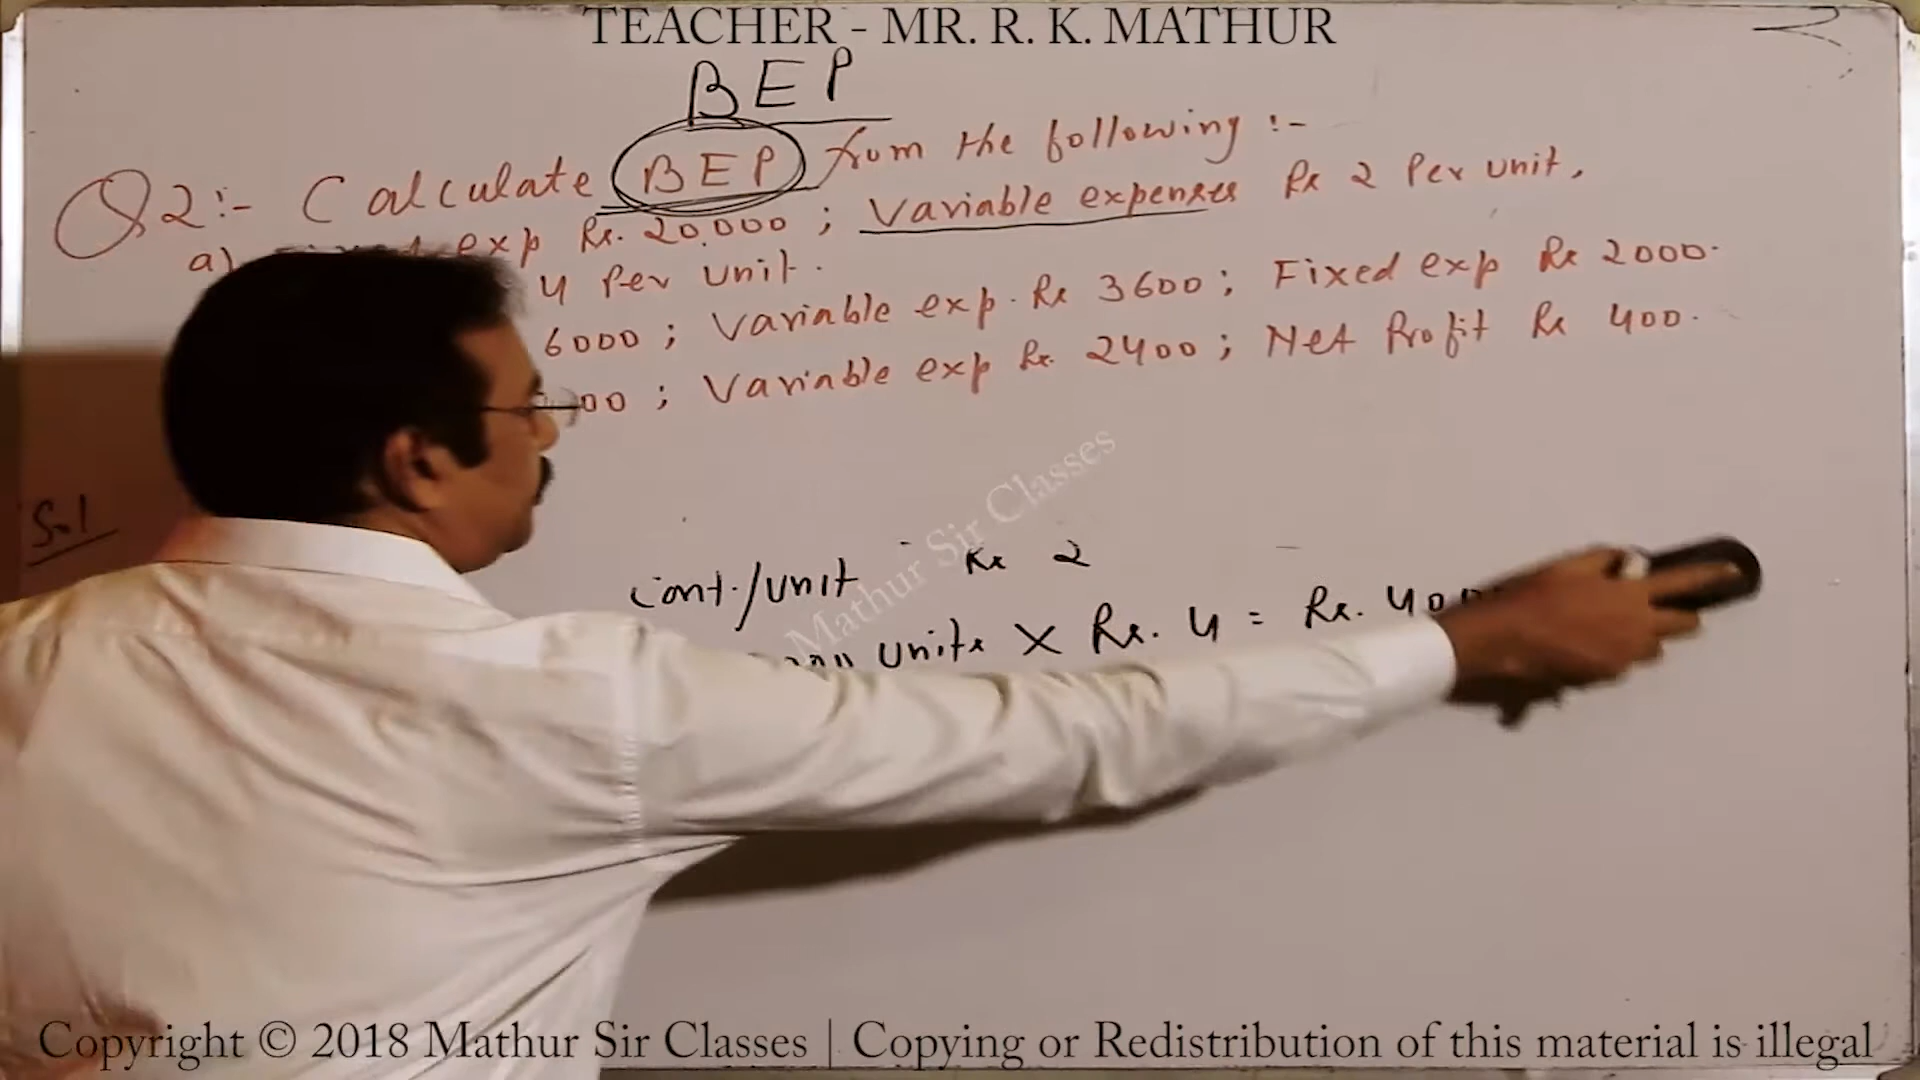 TEACHER - MR. R. K. MATHUR
BEP
Q2:- Calculate BEP from the following :-
a) exp Rs. 20,000 ; Variable expenses Rs 2 Per unit,
4 Per unit.
6000 ; Variable exp. Rs 3600 ; Fixed exp Rs 2000.
00 ; Variable exp Rs. 2400 ; Net Profit Rs 400.
Sol
Mathur Sir Classes
Cont./unit Rs 2
units X Rs. 4 = Rs.
Copyright © 2018 Mathur Sir Classes | Copying or Redistribution of this material is illegal